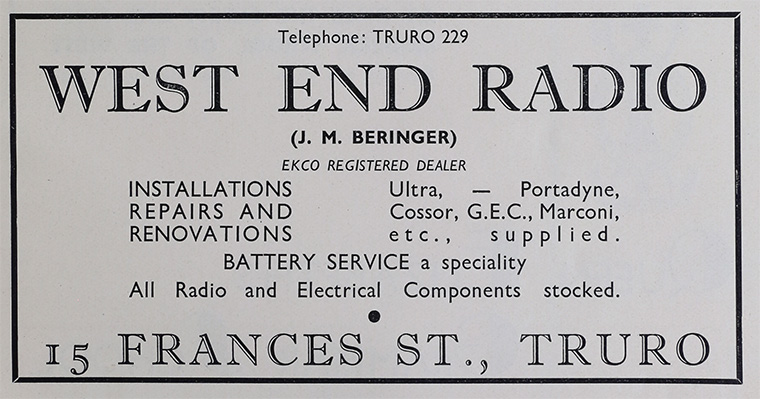 Telephone: TRURO 229
WEST END RADIO
(J. M. BERINGER)
EKCO REGISTERED DEALER
INSTALLATIONS Ultra, — Portadyne,
REPAIRS AND Cossor, G.E.C., Marconi,
RENOVATIONS etc., supplied.
BATTERY SERVICE a speciality
All Radio and Electrical Components stocked.
15 FRANCES ST., TRURO